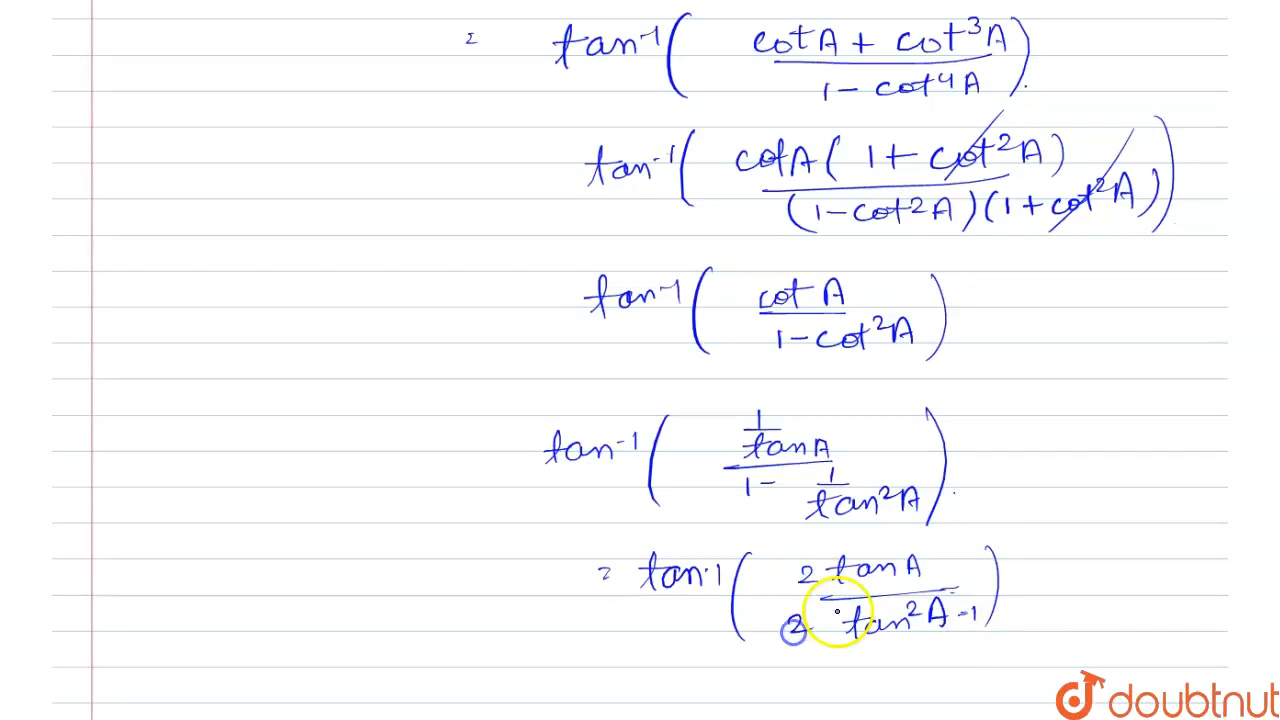 = tan⁻¹( (cot A + cot³A) / (1 - cot⁴A) ).
tan⁻¹( (cot A (1 + cot²A)) / ((1 - cot²A)(1 + cot²A)) )
tan⁻¹( (cot A) / (1 - cot²A) )
tan⁻¹( (1/tan A) / (1 - 1/tan²A) ).
= tan⁻¹( (2 tan A) / (2 tan²A - 1) )
doubtnut